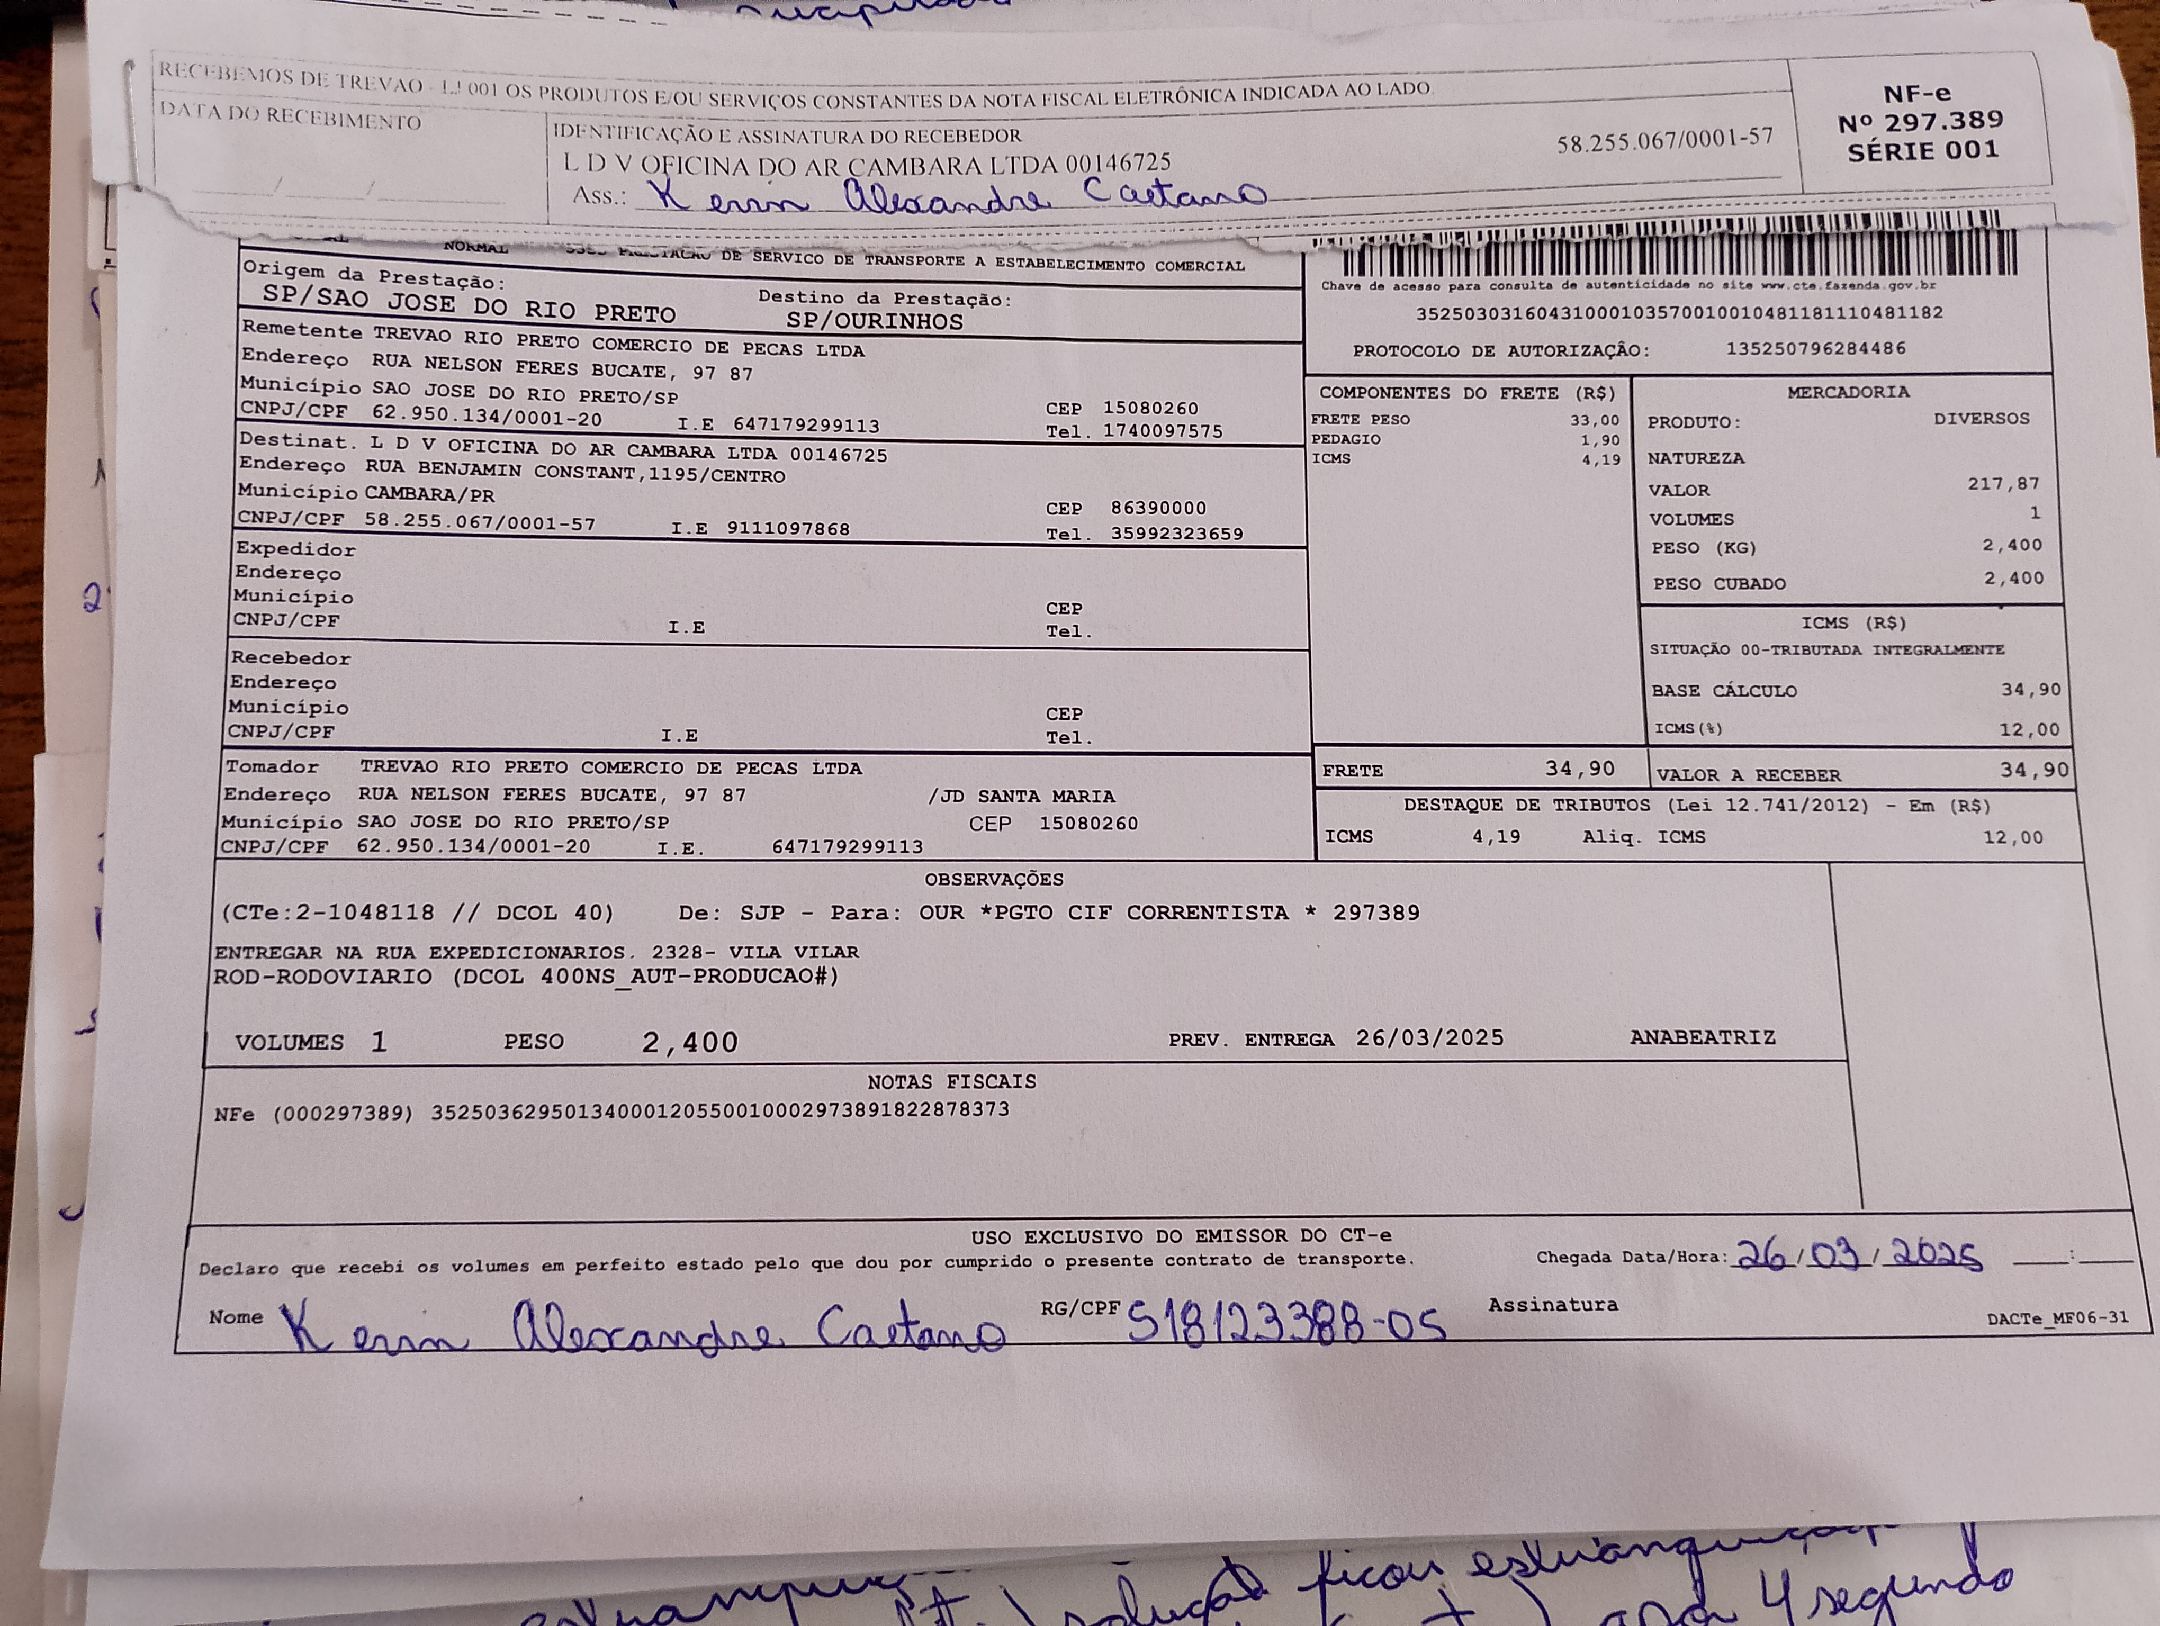 RECEBEMOS DE TREVAO - LJ 001 OS PRODUTOS E/OU SERVIÇOS CONSTANTES DA NOTA FISCAL ELETRÔNICA INDICADA AO LADO
DATA DO RECEBIMENTO
IDENTIFICAÇÃO E ASSINATURA DO RECEBEDOR
58.255.067/0001-57
L D V OFICINA DO AR CAMBARA LTDA 00146725
Ass.: Kerin Alexandre Caetano
NF-e
Nº 297.389
SÉRIE 001
NORMAL DE SERVICO DE TRANSPORTE A ESTABELECIMENTO COMERCIAL
Origem da Prestação: Destino da Prestação:
SP/SAO JOSE DO RIO PRETO SP/OURINHOS
Chave de acesso para consulta de autenticidade no site www.cte.fazenda.gov.br
35250303160431000103570010010481181110481182
PROTOCOLO DE AUTORIZAÇÃO: 135250796284486
Remetente TREVAO RIO PRETO COMERCIO DE PECAS LTDA
Endereço RUA NELSON FERES BUCATE, 97 87
Município SAO JOSE DO RIO PRETO/SP CEP 15080260
CNPJ/CPF 62.950.134/0001-20 I.E 647179299113 Tel. 1740097575
Destinat. L D V OFICINA DO AR CAMBARA LTDA 00146725
Endereço RUA BENJAMIN CONSTANT,1195/CENTRO
Município CAMBARA/PR CEP 86390000
CNPJ/CPF 58.255.067/0001-57 I.E 9111097868 Tel. 35992323659
Expedidor
Endereço
Município CEP
CNPJ/CPF I.E Tel.
Recebedor
Endereço
Município CEP
CNPJ/CPF I.E Tel.
Tomador TREVAO RIO PRETO COMERCIO DE PECAS LTDA
Endereço RUA NELSON FERES BUCATE, 97 87 /JD SANTA MARIA
Município SAO JOSE DO RIO PRETO/SP CEP 15080260
CNPJ/CPF 62.950.134/0001-20 I.E. 647179299113
COMPONENTES DO FRETE (R$)
FRETE PESO 33,00
PEDAGIO 1,90
ICMS 4,19
MERCADORIA
PRODUTO: DIVERSOS
NATUREZA
VALOR 217,87
VOLUMES 1
PESO (KG) 2,400
PESO CUBADO 2,400
ICMS (R$)
SITUAÇÃO 00-TRIBUTADA INTEGRALMENTE
BASE CÁLCULO 34,90
ICMS(%) 12,00
FRETE 34,90 VALOR A RECEBER 34,90
DESTAQUE DE TRIBUTOS (Lei 12.741/2012) - Em (R$)
ICMS 4,19 Aliq. ICMS 12,00
OBSERVAÇÕES
(CTe:2-1048118 // DCOL 40) De: SJP - Para: OUR *PGTO CIF CORRENTISTA * 297389
ENTREGAR NA RUA EXPEDICIONARIOS. 2328- VILA VILAR
ROD-RODOVIARIO (DCOL 400NS_AUT-PRODUCAO#)
VOLUMES 1 PESO 2,400 PREV. ENTREGA 26/03/2025 ANABEATRIZ
NOTAS FISCAIS
NFe (000297389) 35250362950134000120550010002973891822878373
USO EXCLUSIVO DO EMISSOR DO CT-e
Declaro que recebi os volumes em perfeito estado pelo que dou por cumprido o presente contrato de transporte. Chegada Data/Hora: 26/03/2025 __:__
Nome Kerin Alexandre Caetano RG/CPF 518123388-05 Assinatura
DACTe_MF06-31
ficou
4 segundo